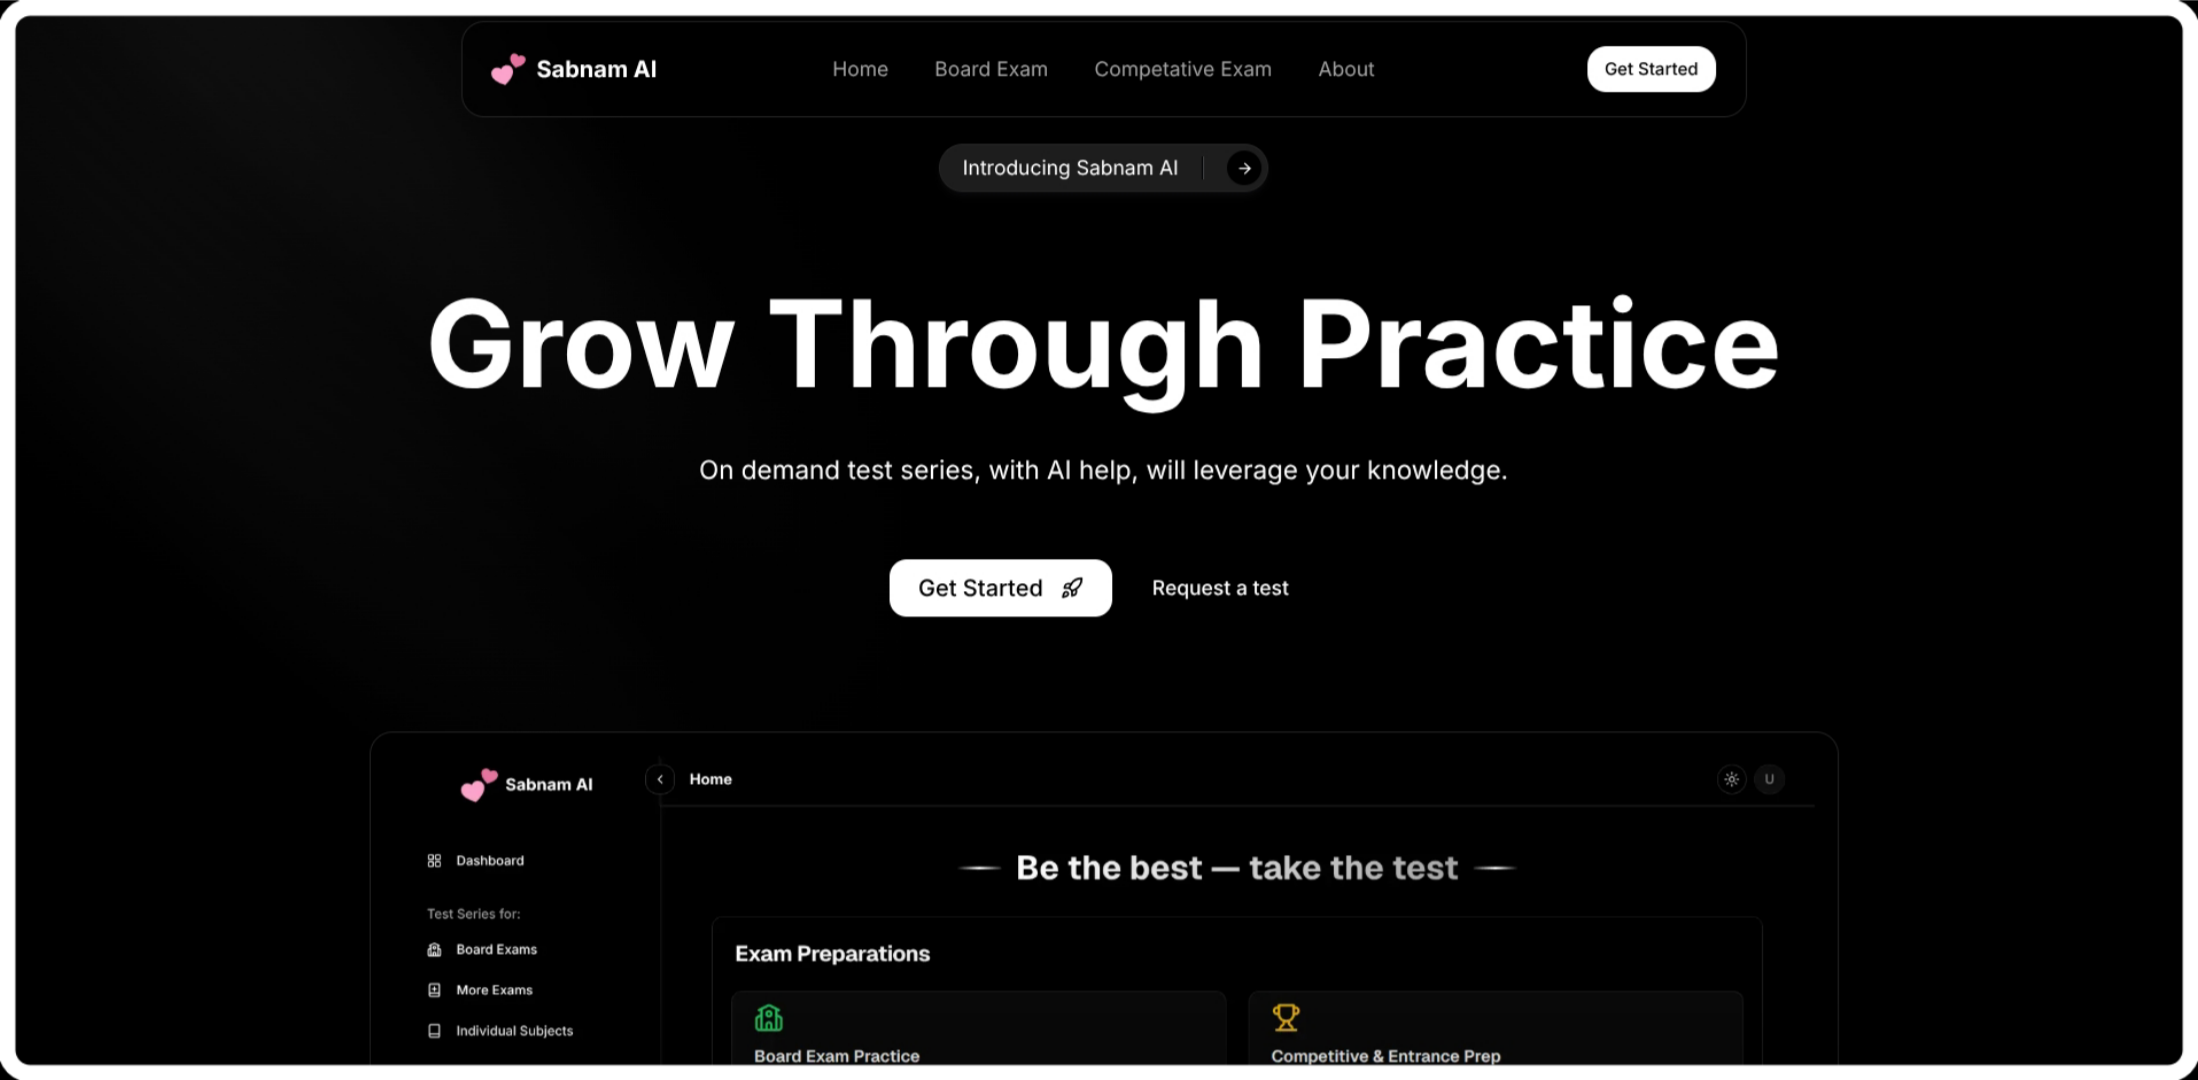 Sabnam AI
Home
Board Exam
Competative Exam
About
Get Started
Introducing Sabnam AI
Grow Through Practice
On demand test series, with AI help, will leverage your knowledge.
Get Started
Request a test
Sabnam AI
Home
U
Dashboard
Test Series for:
Board Exams
More Exams
Individual Subjects
Be the best — take the test
Exam Preparations
Board Exam Practice
Competitive & Entrance Prep